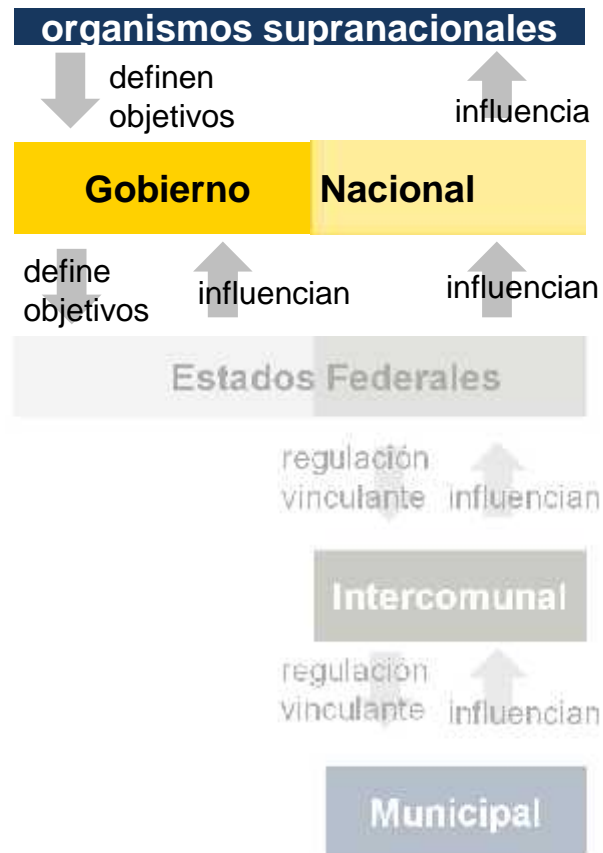 organismos supranacionales
definen
objetivos
influencia
Gobierno Nacional
define
objetivos
influencian
influencian
Estados Federales
regulación
vinculante
influencian
Intercomunal
regulación
vinculante
influencian
Municipal